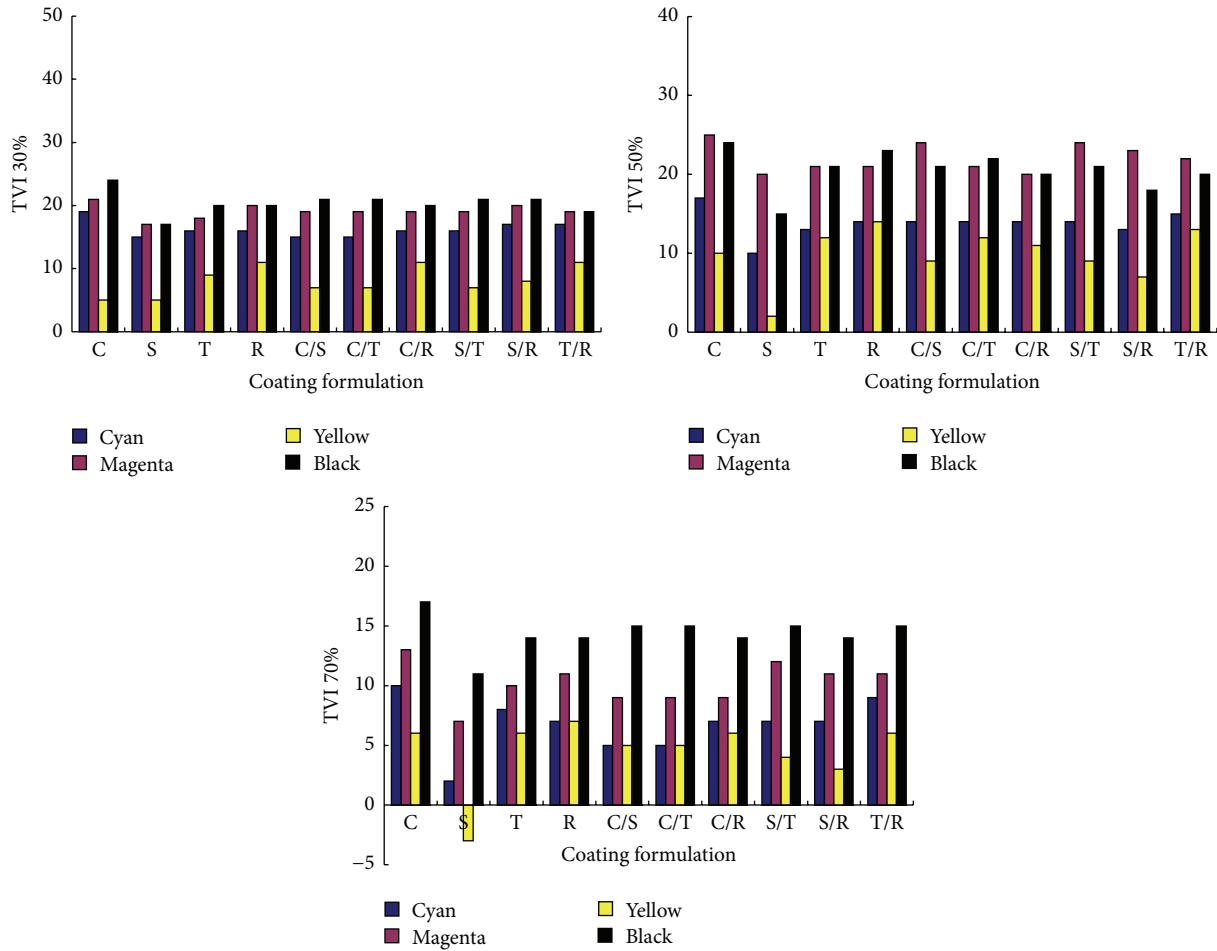 50
40
30
20
10
0
TVI 30%
C S T R C/S C/T C/R S/T S/R T/R
Coating formulation
Cyan Yellow
Magenta Black
40
30
20
10
0
TVI 50%
C S T R C/S C/T C/R S/T S/R T/R
Coating formulation
Cyan Yellow
Magenta Black
25
20
15
10
5
0
−5
TVI 70%
C S T R C/S C/T C/R S/T S/R T/R
Coating formulation
Cyan Yellow
Magenta Black